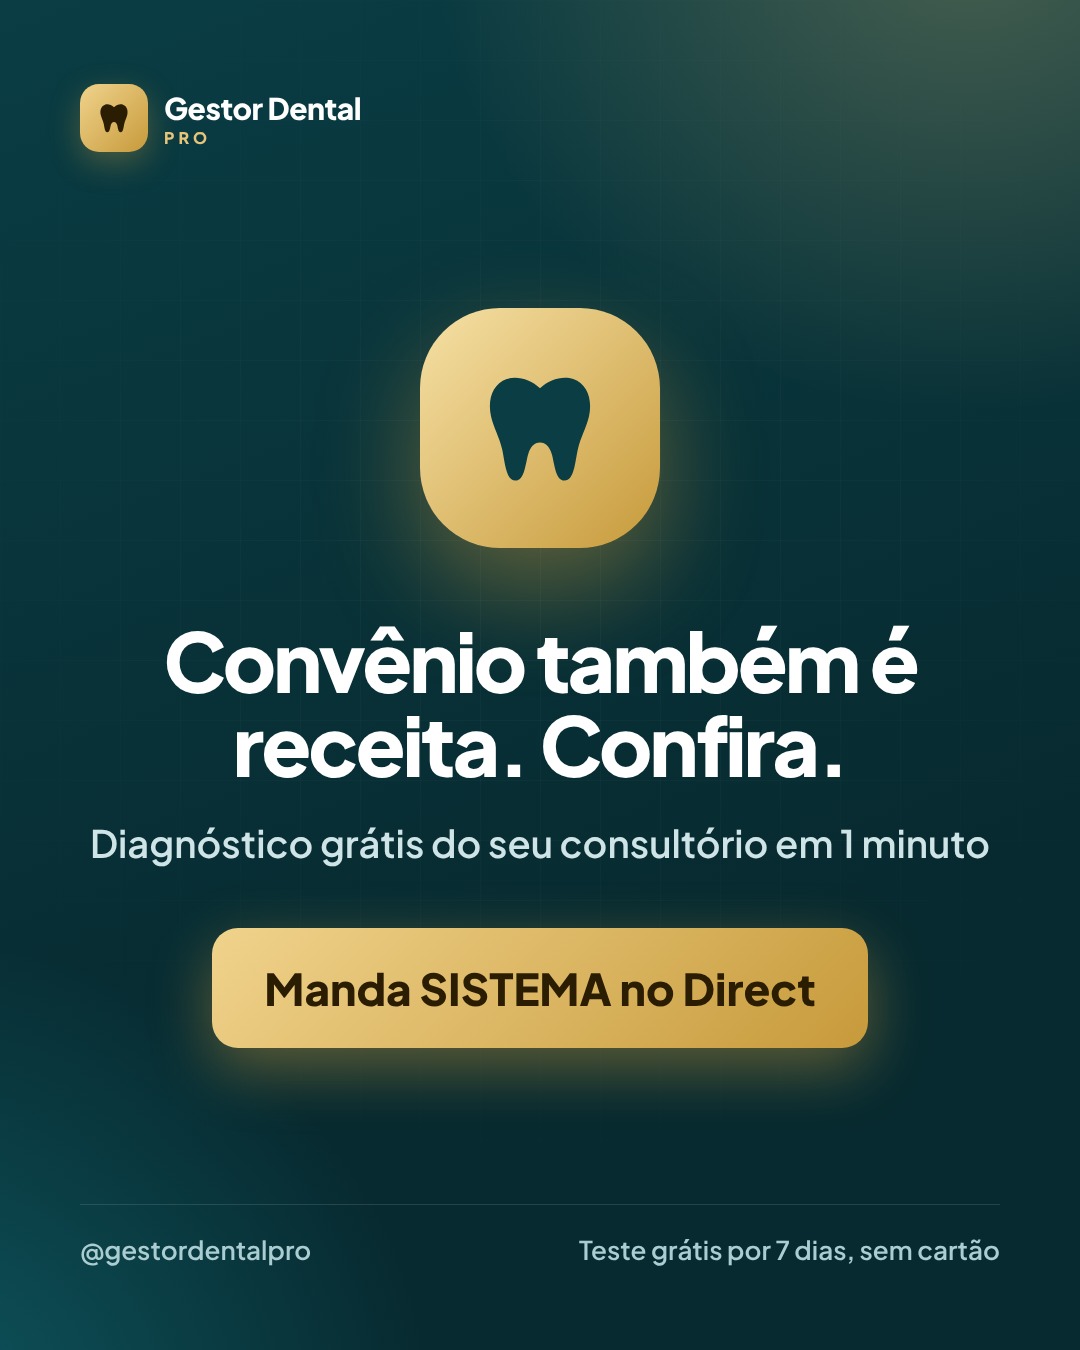 Gestor Dental
PRO
Convênio também é
receita. Confira.
Diagnóstico grátis do seu consultório em 1 minuto
Manda SISTEMA no Direct
@gestordentalpro
Teste grátis por 7 dias, sem cartão